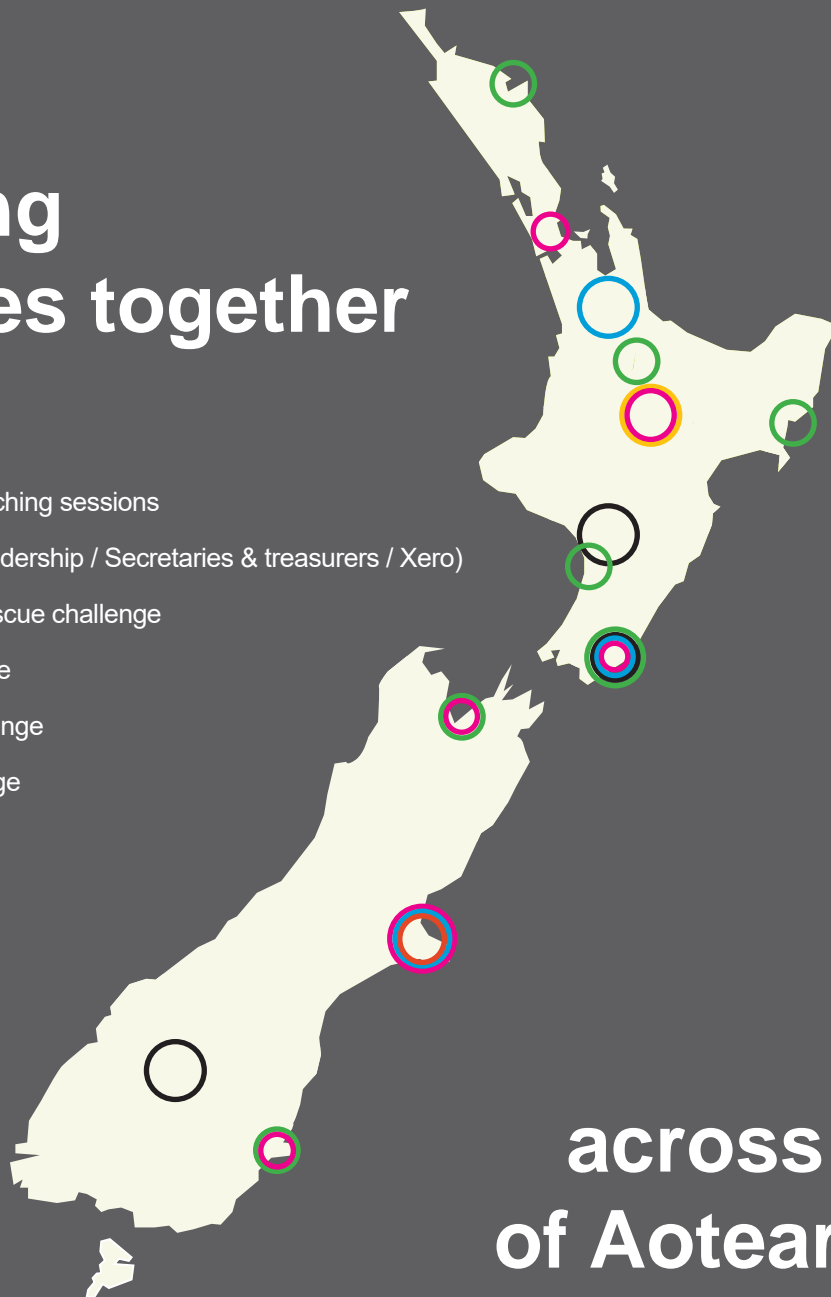 ng
es together
ching sessions
dership / Secretaries & treasurers / Xero)
scue challenge
e
nge
ge
across
of Aotear